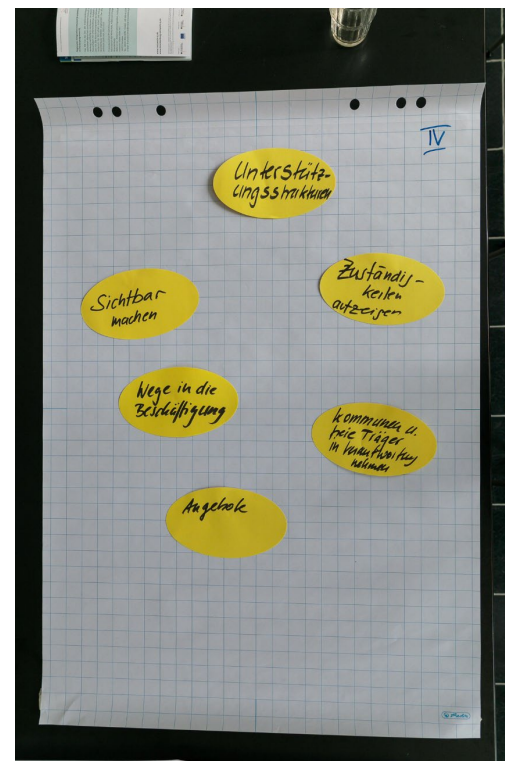 IV
Unterstütz-
ungsstrukturen
Zuständig-
keiten
aufzeigen
Sichtbar
machen
Wege in die
Beschäftigung
Kommunen u.
freie Träger
in Verantwortung
nehmen
Angebote